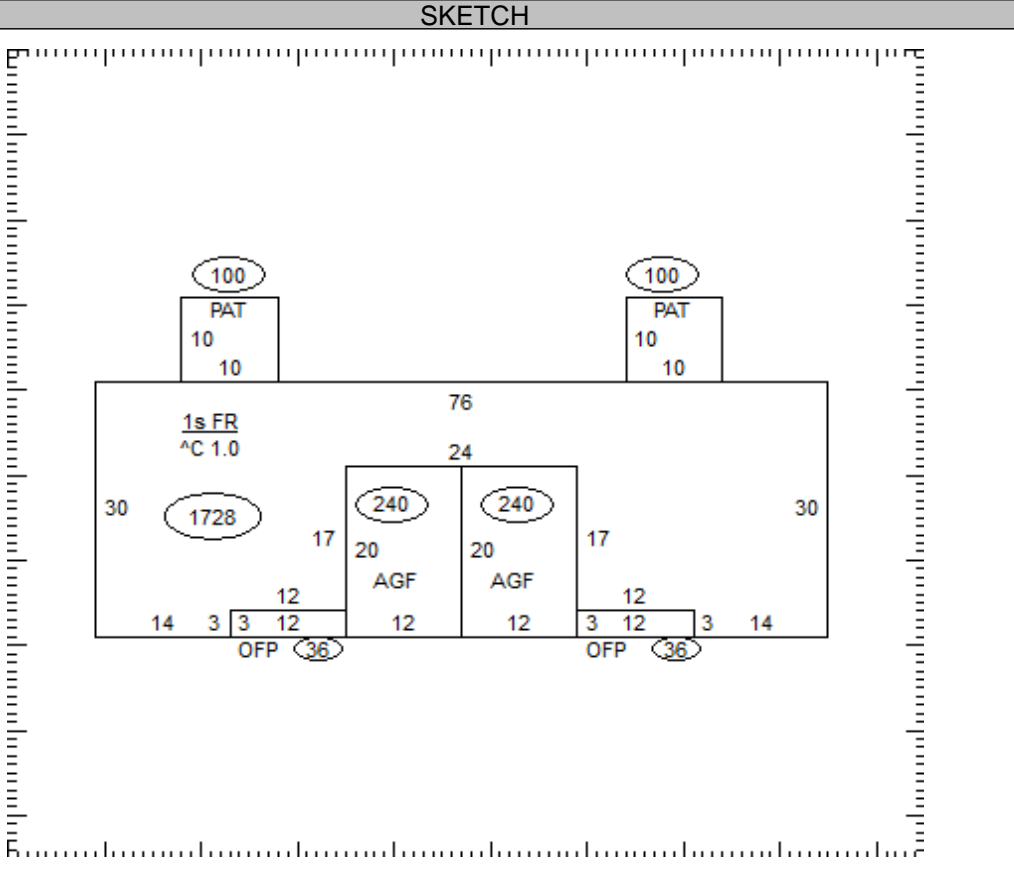 SKETCH
100 100
PAT PAT
10 10
10 10
76
1s FR
^C 1.0
24
30 1728 240 240 30
17 20 20 17
AGF AGF
12 12
14 3 3 12 12 12 3 12 3 14
OFP 36 OFP 36